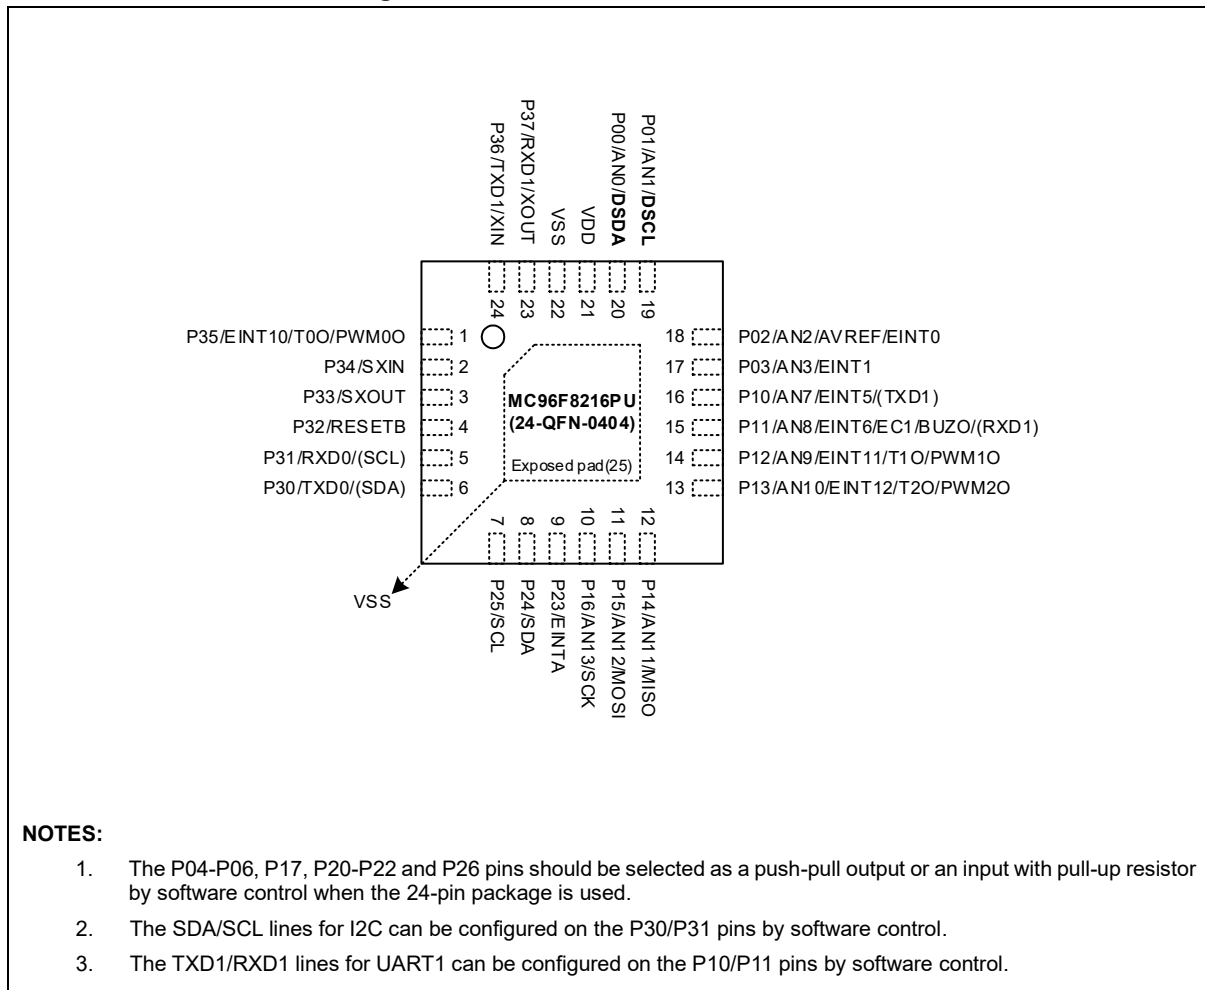 P36/TXD1/XIN
P37/RXD1/XOUT
VSS
VDD
P00/AN0/DSDA
P01/AN1/DSCL
24
23
22
21
20
19
P35/EINT10/T0O/PWM0O
1
P34/SXIN
2
P33/SXOUT
3
P32/RESETB
4
P31/RXD0/(SCL)
5
P30/TXD0/(SDA)
6
MC96F8216PU
(24-QFN-0404)
Exposed pad(25)
18
P02/AN2/AVREF/EINT0
17
P03/AN3/EINT1
16
P10/AN7/EINT5/(TXD1)
15
P11/AN8/EINT6/EC1/BUZO/(RXD1)
14
P12/AN9/EINT11/T1O/PWM1O
13
P13/AN10/EINT12/T2O/PWM2O
7
8
9
10
11
12
VSS
P25/SCL
P24/SDA
P23/EINTA
P16/AN13/SCK
P15/AN12/MOSI
P14/AN11/MISO
NOTES:
1. The P04-P06, P17, P20-P22 and P26 pins should be selected as a push-pull output or an input with pull-up resistor
by software control when the 24-pin package is used.
2. The SDA/SCL lines for I2C can be configured on the P30/P31 pins by software control.
3. The TXD1/RXD1 lines for UART1 can be configured on the P10/P11 pins by software control.